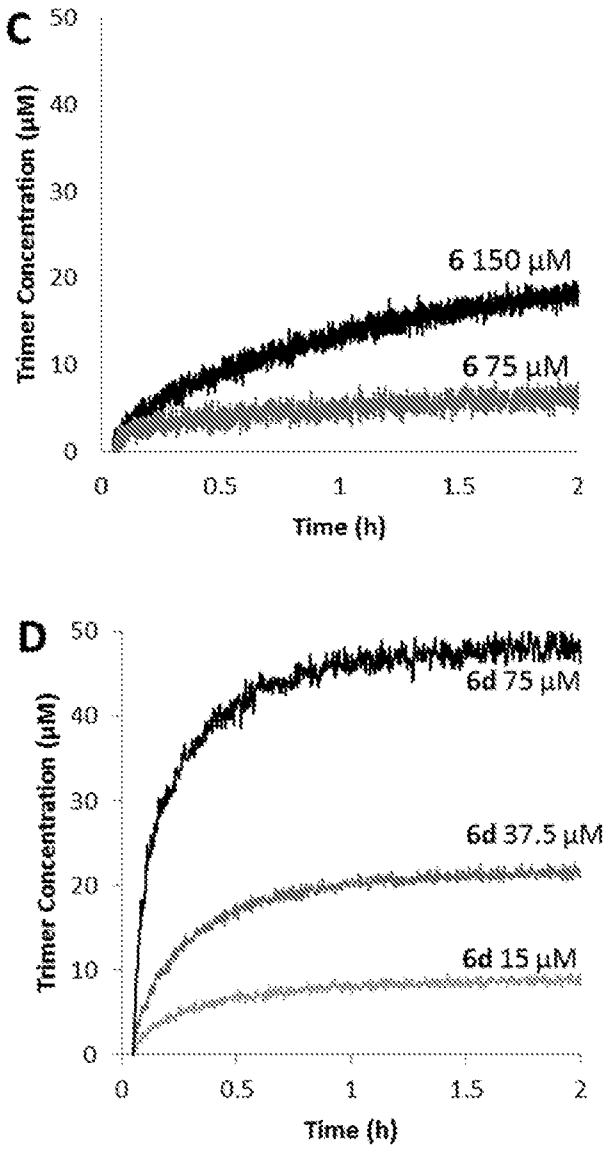 C
Trimer Concentration (µM)
50
40
30
20
10
0
6 150 µM
6 75 µM
0 0.5 1 1.5 2
Time (h)
D
Trimer Concentration (µM)
50
40
30
20
10
0
6d 75 µM
6d 37.5 µM
6d 15 µM
0 0.5 1 1.5 2
Time (h)